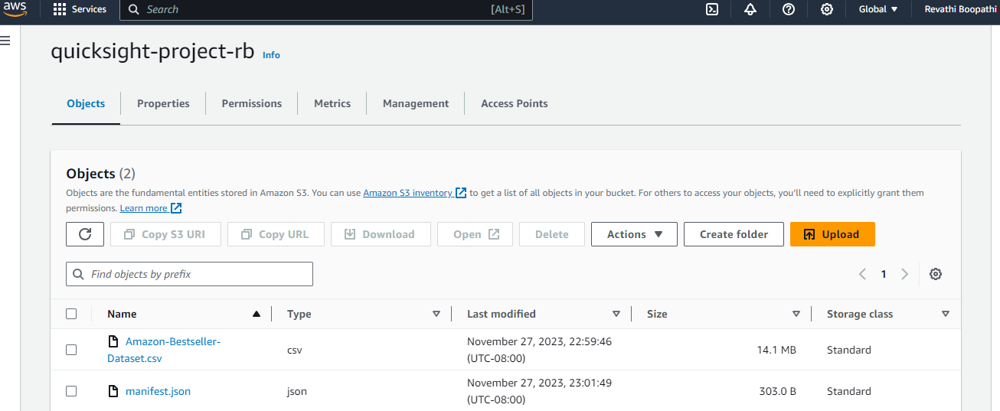 aws
Services
Search
[Alt+S]
Global
Revathi Boopathi
quicksight-project-rb Info
Objects
Properties
Permissions
Metrics
Management
Access Points
Objects (2)
Objects are the fundamental entities stored in Amazon S3. You can use Amazon S3 inventory to get a list of all objects in your bucket. For others to access your objects, you’ll need to explicitly grant them
permissions. Learn more
Copy S3 URI
Copy URL
Download
Open
Delete
Actions
Create folder
Upload
Find objects by prefix
1
Name
Type
Last modified
Size
Storage class
Amazon-Bestseller-
Dataset.csv
csv
November 27, 2023, 22:59:46
(UTC-08:00)
14.1 MB
Standard
manifest.json
json
November 27, 2023, 23:01:49
(UTC-08:00)
303.0 B
Standard